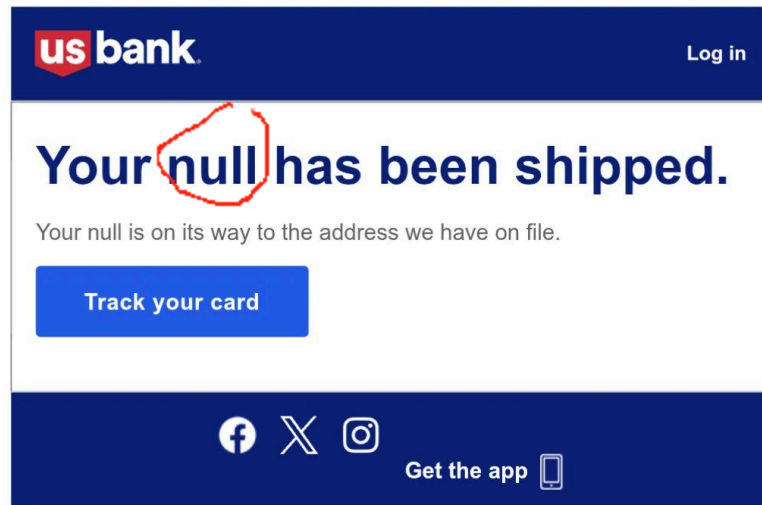 us bank.
Log in
Your null has been shipped.
Your null is on its way to the address we have on file.
Track your card
Get the app